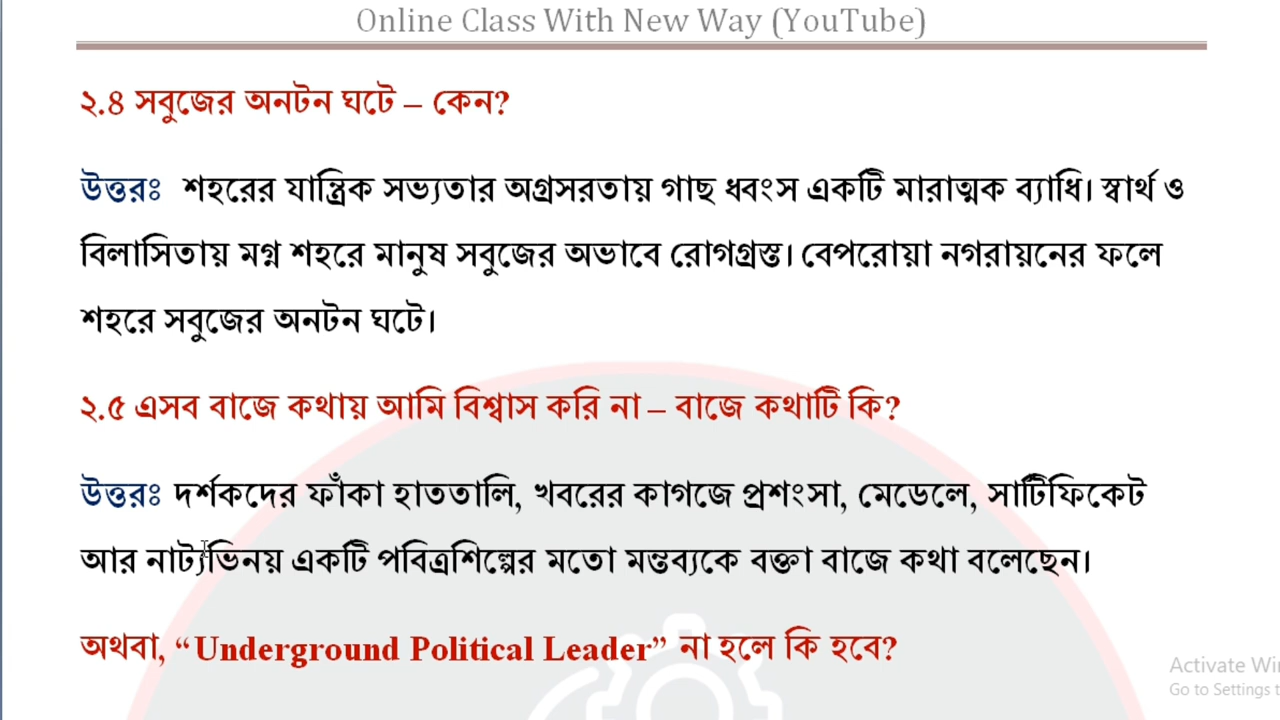 Online Class With New Way (YouTube)
২.4 সবুজের অনটন ঘটে – কেন?
উত্তরঃ শহরের যান্ত্রিক সভ্যতার অগ্রসরতায় গাছ ধ্বংস একটি মারাত্মক ব্যাধি। স্বার্থ ও
বিলাসিতায় মগ্ন শহরে মানুষ সবুজের অভাবে রোগগ্রস্ত। বেপরোয়া নগরায়নের ফলে
শহরে সবুজের অনটন ঘটে।
২.৫ এসব বাজে কথায় আমি বিশ্বাস করি না – বাজে কথাটি কি?
উত্তরঃ দর্শকদের ফাঁকা হাততালি, খবরের কাগজে প্রশংসা, মেডেলে, সার্টিফিকেট
আর নাট্যভিনয় একটি পবিত্রশিল্পের মতো মন্তব্যকে বক্তা বাজে কথা বলেছেন।
অথবা, “Underground Political Leader” না হলে কি হবে?
Activate Wi
Go to Settings t